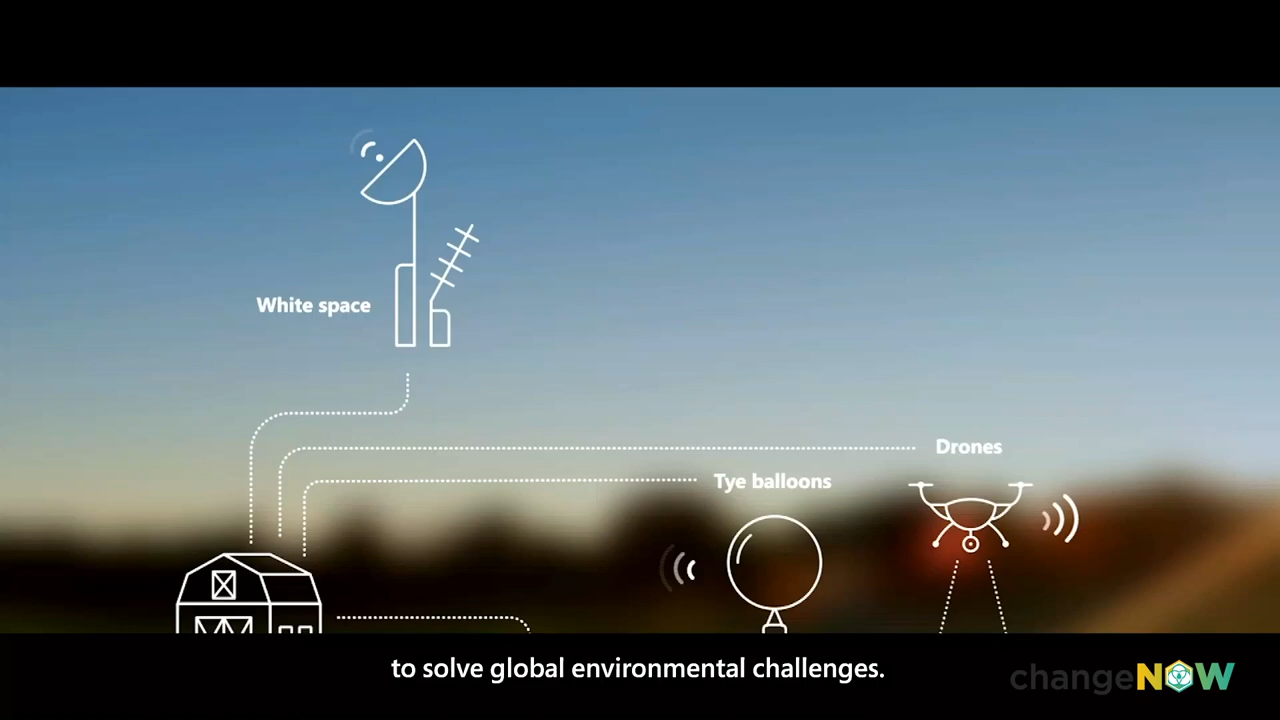 White space
Drones
Tye balloons
to solve global environmental challenges.
changeNOW